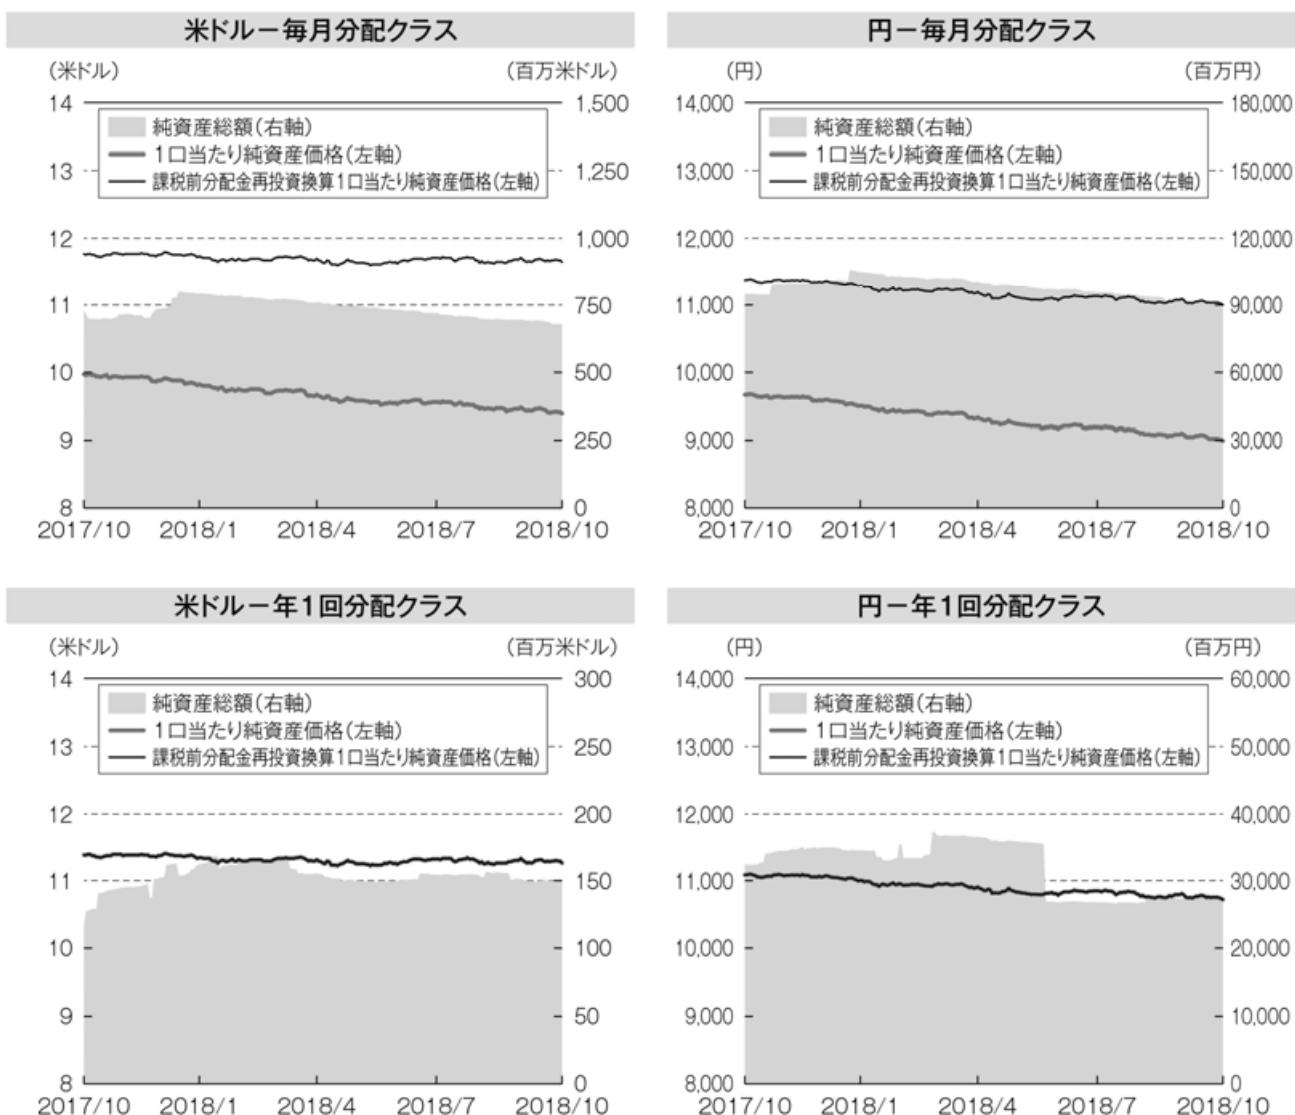 米ドルー毎月分配クラス
(米ドル)
(百万米ドル)
14
13
12
11
10
9
8
1,500
1,250
1,000
750
500
250
0
純資産総額(右軸)
1口当たり純資産価格(左軸)
課税前分配金再投資換算1口当たり純資産価格(左軸)
2017/10 2018/1 2018/4 2018/7 2018/10
円ー毎月分配クラス
(円)
(百万円)
14,000
13,000
12,000
11,000
10,000
9,000
8,000
180,000
150,000
120,000
90,000
60,000
30,000
0
純資産総額(右軸)
1口当たり純資産価格(左軸)
課税前分配金再投資換算1口当たり純資産価格(左軸)
2017/10 2018/1 2018/4 2018/7 2018/10
米ドルー年1回分配クラス
(米ドル)
(百万米ドル)
14
13
12
11
10
9
8
300
250
200
150
100
50
0
純資産総額(右軸)
1口当たり純資産価格(左軸)
課税前分配金再投資換算1口当たり純資産価格(左軸)
2017/10 2018/1 2018/4 2018/7 2018/10
円ー年1回分配クラス
(円)
(百万円)
14,000
13,000
12,000
11,000
10,000
9,000
8,000
60,000
50,000
40,000
30,000
20,000
10,000
0
純資産総額(右軸)
1口当たり純資産価格(左軸)
課税前分配金再投資換算1口当たり純資産価格(左軸)
2017/10 2018/1 2018/4 2018/7 2018/10